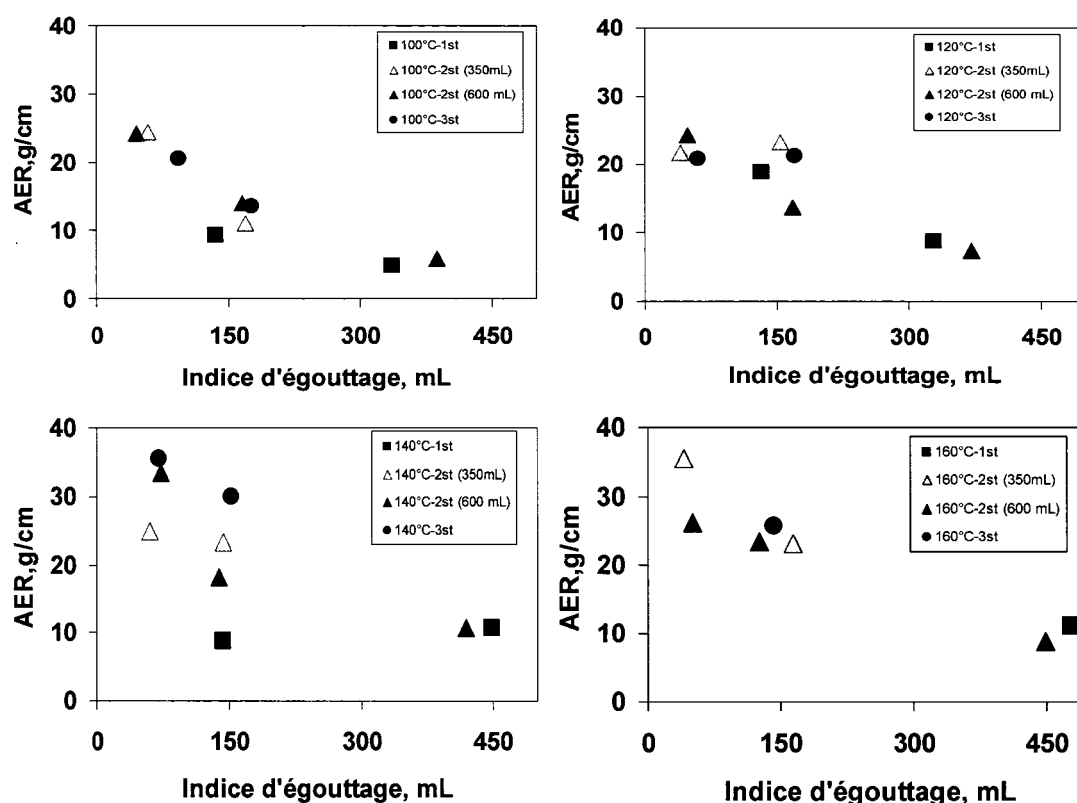 40
30
20
10
0
AER,g/cm
100°C-1st
100°C-2st (350mL)
100°C-2st (600 mL)
100°C-3st
0 150 300 450
Indice d'égouttage, mL
40
30
20
10
0
AER,g/cm
120°C-1st
120°C-2st (350mL)
120°C-2st (600 mL)
120°C-3st
0 150 300 450
Indice d'égouttage, mL
40
30
20
10
0
AER,g/cm
140°C-1st
140°C-2st (350mL)
140°C-2st (600 mL)
140°C-3st
0 150 300 450
Indice d'égouttage, mL
40
30
20
10
0
AER,g/cm
160°C-1st
160°C-2st (350mL)
160°C-2st (600 mL)
160°C-3st
0 150 300 450
Indice d'égouttage, mL